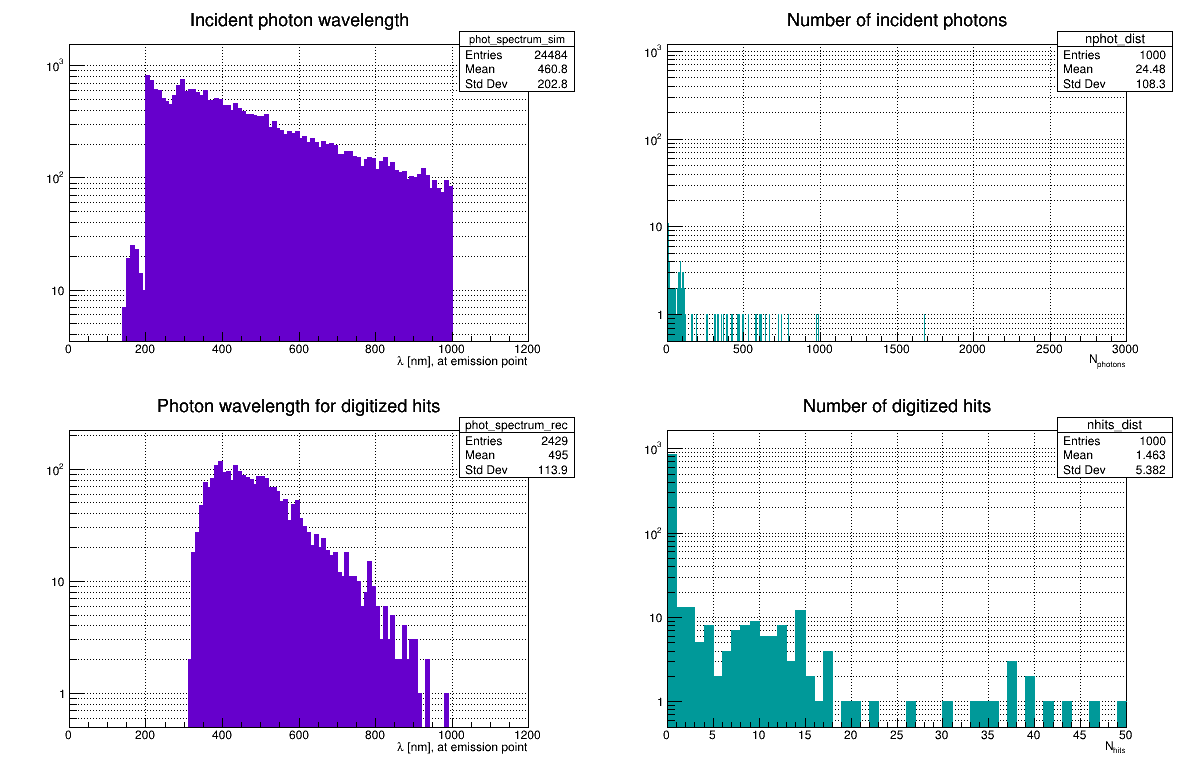 Incident photon wavelength
phot_spectrum_sim
Entries 24484
Mean 460.8
Std Dev 202.8
10³
10²
10
0 200 400 600 800 1000 1200
λ [nm], at emission point
Number of incident photons
nphot_dist
Entries 1000
Mean 24.48
Std Dev 108.3
10³
10²
10
1
0 500 1000 1500 2000 2500 3000
N_photons
Photon wavelength for digitized hits
phot_spectrum_rec
Entries 2429
Mean 495
Std Dev 113.9
10²
10
1
0 200 400 600 800 1000 1200
λ [nm], at emission point
Number of digitized hits
nhits_dist
Entries 1000
Mean 1.463
Std Dev 5.382
10³
10²
10
1
0 5 10 15 20 25 30 35 40 45 50
N_hits